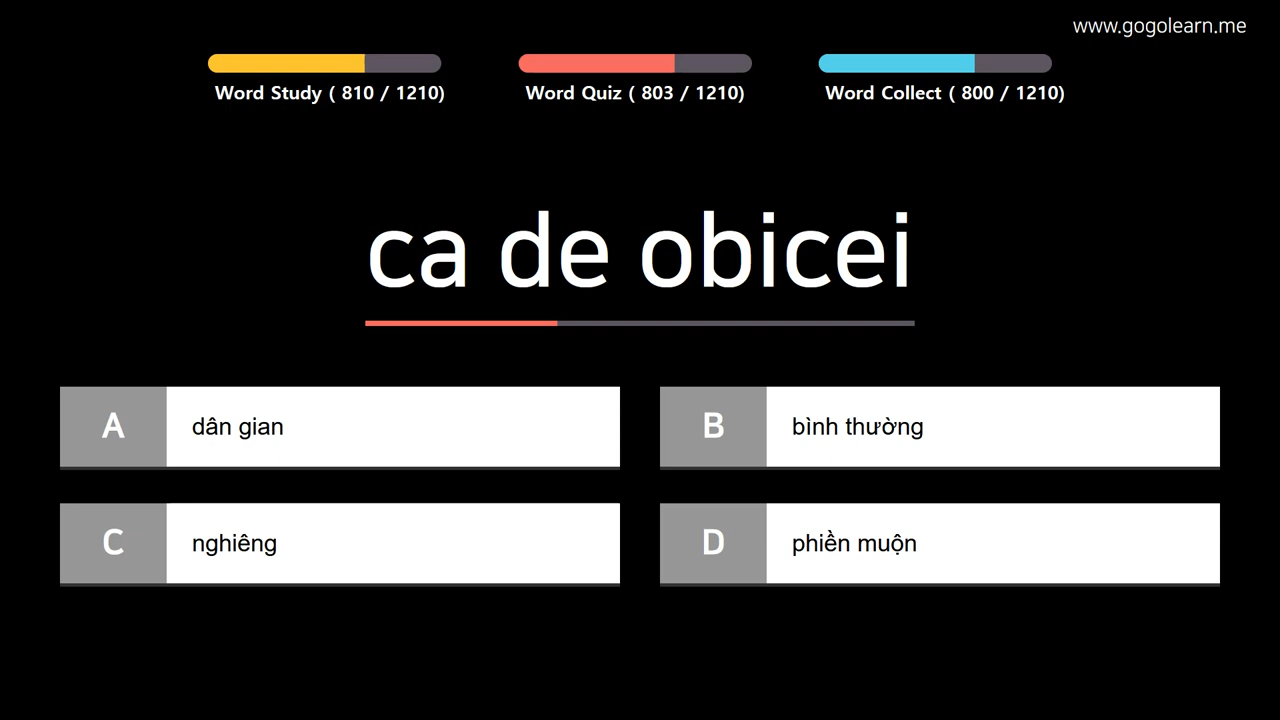 www.gogolearn.me
Word Study ( 810 / 1210)
Word Quiz ( 803 / 1210)
Word Collect ( 800 / 1210)
ca de obicei
A dân gian
B bình thường
C nghiêng
D phiền muộn